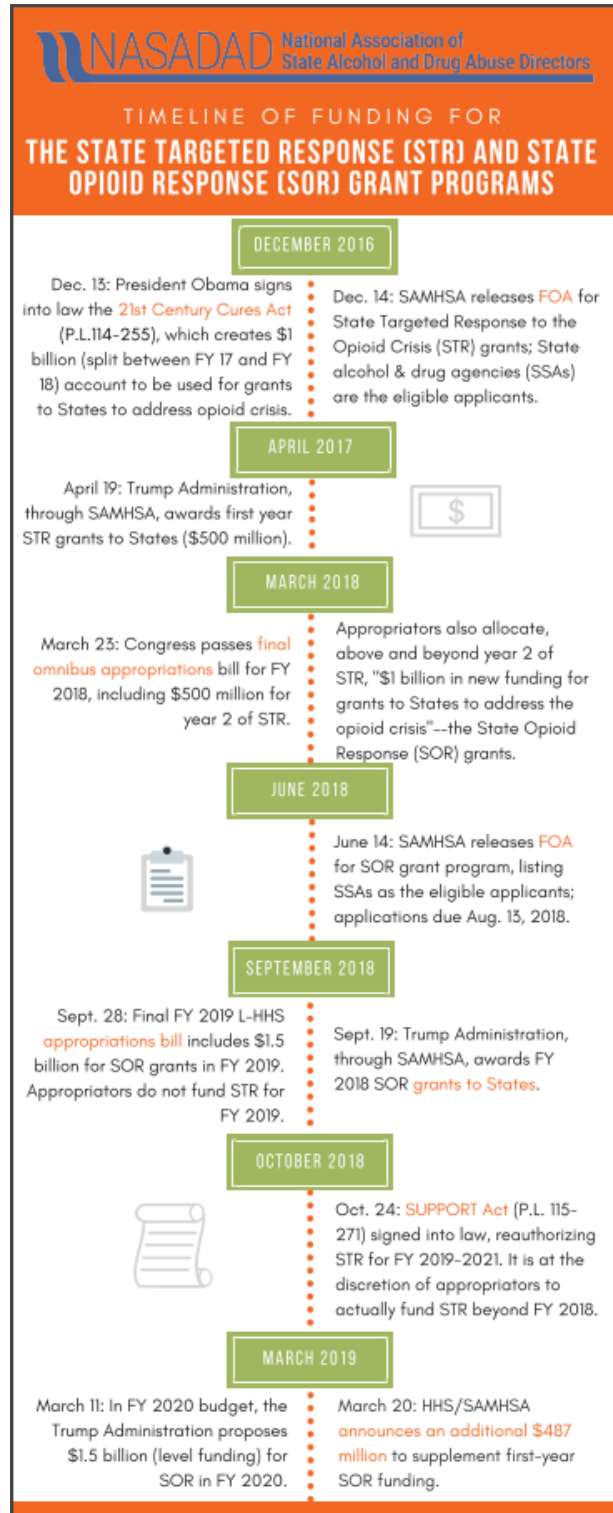 NASADAD National Association of
State Alcohol and Drug Abuse Directors
TIMELINE OF FUNDING FOR
THE STATE TARGETED RESPONSE (STR) AND STATE
OPIOID RESPONSE (SOR) GRANT PROGRAMS
DECEMBER 2016
Dec. 13: President Obama signs
into law the 21st Century Cures Act
(P.L.114-255), which creates $1
billion (split between FY 17 and FY
18) account to be used for grants
to States to address opioid crisis.
Dec. 14: SAMHSA releases FOA for
State Targeted Response to the
Opioid Crisis (STR) grants; State
alcohol & drug agencies (SSAs)
are the eligible applicants.
APRIL 2017
April 19: Trump Administration,
through SAMHSA, awards first year
STR grants to States ($500 million).
$
MARCH 2018
March 23: Congress passes final
omnibus appropriations bill for FY
2018, including $500 million for
year 2 of STR.
Appropriators also allocate,
above and beyond year 2 of
STR, "$1 billion in new funding for
grants to States to address the
opioid crisis"--the State Opioid
Response (SOR) grants.
JUNE 2018
June 14: SAMHSA releases FOA
for SOR grant program, listing
SSAs as the eligible applicants;
applications due Aug. 13, 2018.
SEPTEMBER 2018
Sept. 28: Final FY 2019 L-HHS
appropriations bill includes $1.5
billion for SOR grants in FY 2019.
Appropriators do not fund STR for
FY 2019.
Sept. 19: Trump Administration,
through SAMHSA, awards FY
2018 SOR grants to States.
OCTOBER 2018
Oct. 24: SUPPORT Act (P.L. 115-
271) signed into law, reauthorizing
STR for FY 2019-2021. It is at the
discretion of appropriators to
actually fund STR beyond FY 2018.
MARCH 2019
March 11: In FY 2020 budget, the
Trump Administration proposes
$1.5 billion (level funding) for
SOR in FY 2020.
March 20: HHS/SAMHSA
announces an additional $487
million to supplement first-year
SOR funding.